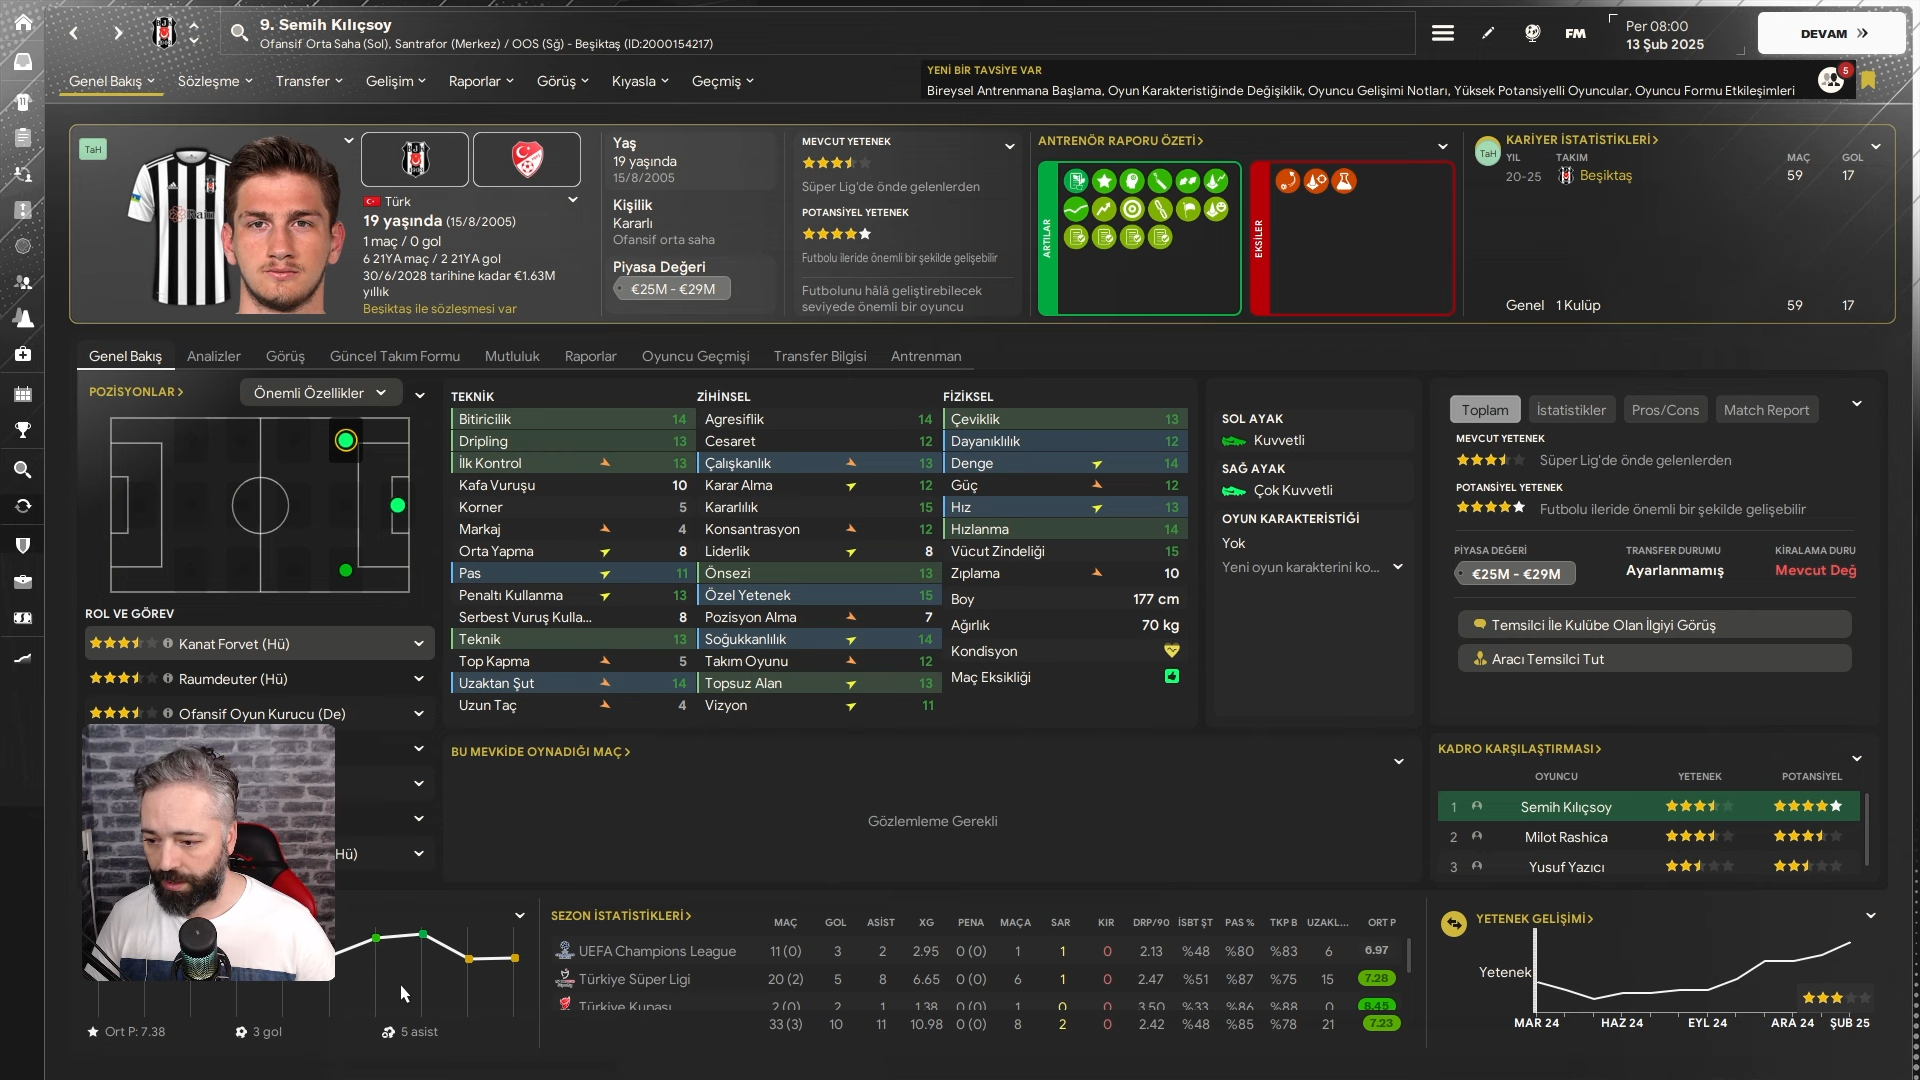 9. Semih Kılıçsoy
Ofansif Orta Saha (Sol), Santrafor (Merkez) / OOS (Sğ) - Beşiktaş (ID:2000154217)
FM
Per 08:00
13 Şub 2025
DEVAM
Genel Bakış
Sözleşme
Transfer
Gelişim
Raporlar
Görüş
Kıyasla
Geçmiş
YENİ BİR TAVSİYE VAR
Bireysel Antrenmana Başlama, Oyun Karakteristiğinde Değişiklik, Oyuncu Gelişimi Notları, Yüksek Potansiyelli Oyuncular, Oyuncu Formu Etkileşimleri
5
TaH
Türk
19 yaşında (15/8/2005)
1 maç / 0 gol
6 21YA maç / 2 21YA gol
30/6/2028 tarihine kadar €1.63M
yıllık
Beşiktaş ile sözleşmesi var
Yaş
19 yaşında
15/8/2005
Kişilik
Kararlı
Ofansif orta saha
Piyasa Değeri
€25M - €29M
MEVCUT YETENEK
Süper Lig'de önde gelenlerden
POTANSİYEL YETENEK
Futbolu ileride önemli bir şekilde gelişebilir
Futbolunu hâlâ geliştirebilecek
seviyede önemli bir oyuncu
ANTRENÖR RAPORU ÖZETİ
ARTILAR
EKSİLER
TaH
KARİYER İSTATİSTİKLERİ
YIL TAKIM MAÇ GOL
20-25 Beşiktaş 59 17
Genel 1 Kulüp 59 17
Genel Bakış
Analizler
Görüş
Güncel Takım Formu
Mutluluk
Raporlar
Oyuncu Geçmişi
Transfer Bilgisi
Antrenman
POZİSYONLAR
Önemli Özellikler
ROL VE GÖREV
Kanat Forvet (Hü)
Raumdeuter (Hü)
Ofansif Oyun Kurucu (De)
Hü)
TEKNİK
Bitiricilik 14
Dripling 13
İlk Kontrol 13
Kafa Vuruşu 10
Korner 5
Markaj 4
Orta Yapma 8
Pas 11
Penaltı Kullanma 13
Serbest Vuruş Kulla... 8
Teknik 13
Top Kapma 5
Uzaktan Şut 14
Uzun Taç 4
ZİHİNSEL
Agresiflik 14
Cesaret 12
Çalışkanlık 13
Karar Alma 12
Kararlılık 15
Konsantrasyon 12
Liderlik 8
Önsezi 13
Özel Yetenek 15
Pozisyon Alma 7
Soğukkanlılık 14
Takım Oyunu 12
Topsuz Alan 13
Vizyon 11
FİZİKSEL
Çeviklik 13
Dayanıklılık 12
Denge 14
Güç 12
Hız 13
Hızlanma 14
Vücut Zindeliği 15
Zıplama 10
Boy 177 cm
Ağırlık 70 kg
Kondisyon
Maç Eksikliği
SOL AYAK
Kuvvetli
SAĞ AYAK
Çok Kuvvetli
OYUN KARAKTERİSTİĞİ
Yok
Yeni oyun karakterini ko...
Toplam
İstatistikler
Pros/Cons
Match Report
MEVCUT YETENEK
Süper Lig'de önde gelenlerden
POTANSİYEL YETENEK
Futbolu ileride önemli bir şekilde gelişebilir
PİYASA DEĞERİ TRANSFER DURUMU KİRALAMA DURU
€25M - €29M Ayarlanmamış Mevcut Değ
Temsilci İle Kulübe Olan İlgiyi Görüş
Aracı Temsilci Tut
BU MEVKİDE OYNADIĞI MAÇ
Gözlemleme Gerekli
KADRO KARŞILAŞTIRMASI
OYUNCU YETENEK POTANSİYEL
1 Semih Kılıçsoy
2 Milot Rashica
3 Yusuf Yazıcı
Ort P: 7.38
3 gol
5 asist
SEZON İSTATİSTİKLERİ
MAÇ GOL ASİST XG PENA MAÇA SAR KIR DRP/90 İSBT ŞT PAS % TKP B UZAKL... ORT P
UEFA Champions League 11 (0) 3 2 2.95 0 (0) 1 1 0 2.13 %48 %80 %83 6 6.97
Türkiye Süper Ligi 20 (2) 5 8 6.65 0 (0) 6 1 0 2.47 %51 %87 %75 15 7.28
Türkiye Kupası 2 (0) 2 1 1.38 0 (0) 1 0 0 3.50 %33 %86 %88 0 8.45
33 (3) 10 11 10.98 0 (0) 8 2 0 2.42 %48 %85 %78 21 7.23
YETENEK GELİŞİMİ
Yetenek
MAR 24
HAZ 24
EYL 24
ARA 24
ŞUB 25